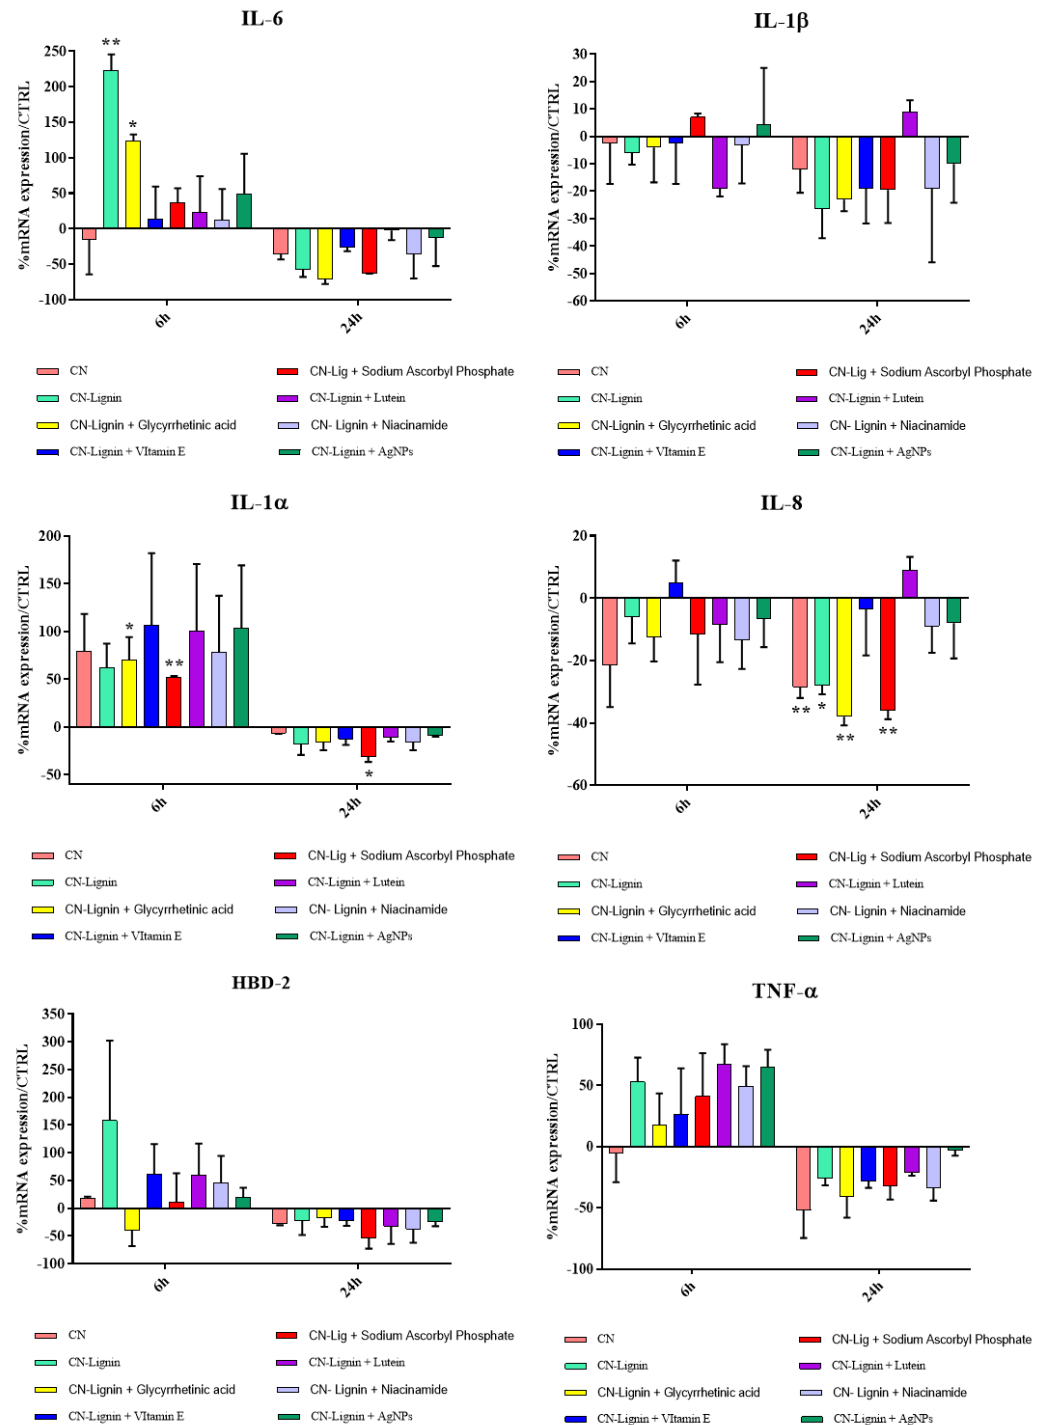 IL-6
%mRNA expression/CTRL
250
200
150
100
50
0
-50
-100
**
*
6h
24h
CN
CN-Lignin
CN-Lignin + Glycyrrhetinic acid
CN-Lignin + VItamin E
CN-Lig + Sodium Ascorbyl Phosphate
CN-Lignin + Lutein
CN- Lignin + Niacinamide
CN-Lignin + AgNPs
IL-1β
%mRNA expression/CTRL
30
20
10
0
-10
-20
-30
-40
-50
-60
6h
24h
CN
CN-Lignin
CN-Lignin + Glycyrrhetinic acid
CN-Lignin + VItamin E
CN-Lig + Sodium Ascorbyl Phosphate
CN-Lignin + Lutein
CN- Lignin + Niacinamide
CN-Lignin + AgNPs
IL-1α
%mRNA expression/CTRL
200
150
100
50
0
-50
*
**
*
6h
24h
CN
CN-Lignin
CN-Lignin + Glycyrrhetinic acid
CN-Lignin + VItamin E
CN-Lig + Sodium Ascorbyl Phosphate
CN-Lignin + Lutein
CN- Lignin + Niacinamide
CN-Lignin + AgNPs
IL-8
%mRNA expression/CTRL
20
0
-20
-40
-60
**
*
**
**
6h
24h
CN
CN-Lignin
CN-Lignin + Glycyrrhetinic acid
CN-Lignin + VItamin E
CN-Lig + Sodium Ascorbyl Phosphate
CN-Lignin + Lutein
CN- Lignin + Niacinamide
CN-Lignin + AgNPs
HBD-2
%mRNA expression/CTRL
350
300
250
200
150
100
50
0
-50
-100
6h
24h
CN
CN-Lignin
CN-Lignin + Glycyrrhetinic acid
CN-Lignin + VItamin E
CN-Lig + Sodium Ascorbyl Phosphate
CN-Lignin + Lutein
CN- Lignin + Niacinamide
CN-Lignin + AgNPs
TNF-α
%mRNA expression/CTRL
100
50
0
-50
-100
6h
24h
CN
CN-Lignin
CN-Lignin + Glycyrrhetinic acid
CN-Lignin + VItamin E
CN-Lig + Sodium Ascorbyl Phosphate
CN-Lignin + Lutein
CN- Lignin + Niacinamide
CN-Lignin + AgNPs